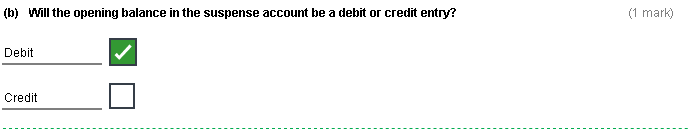 (b) Will the opening balance in the suspense account be a debit or credit entry? (1 mark)
Debit
Credit